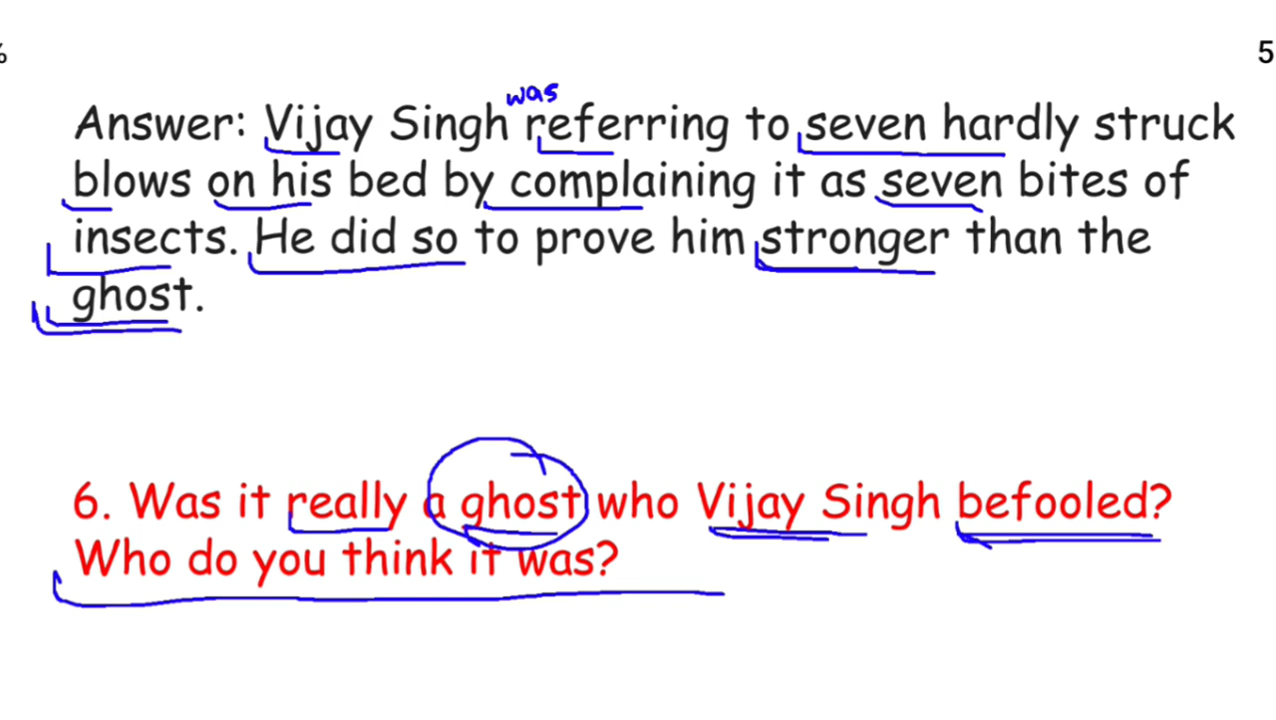 %
5
was
Answer: Vijay Singh referring to seven hardly struck
blows on his bed by complaining it as seven bites of
insects. He did so to prove him stronger than the
ghost.
6. Was it really a ghost who Vijay Singh befooled?
Who do you think it was?